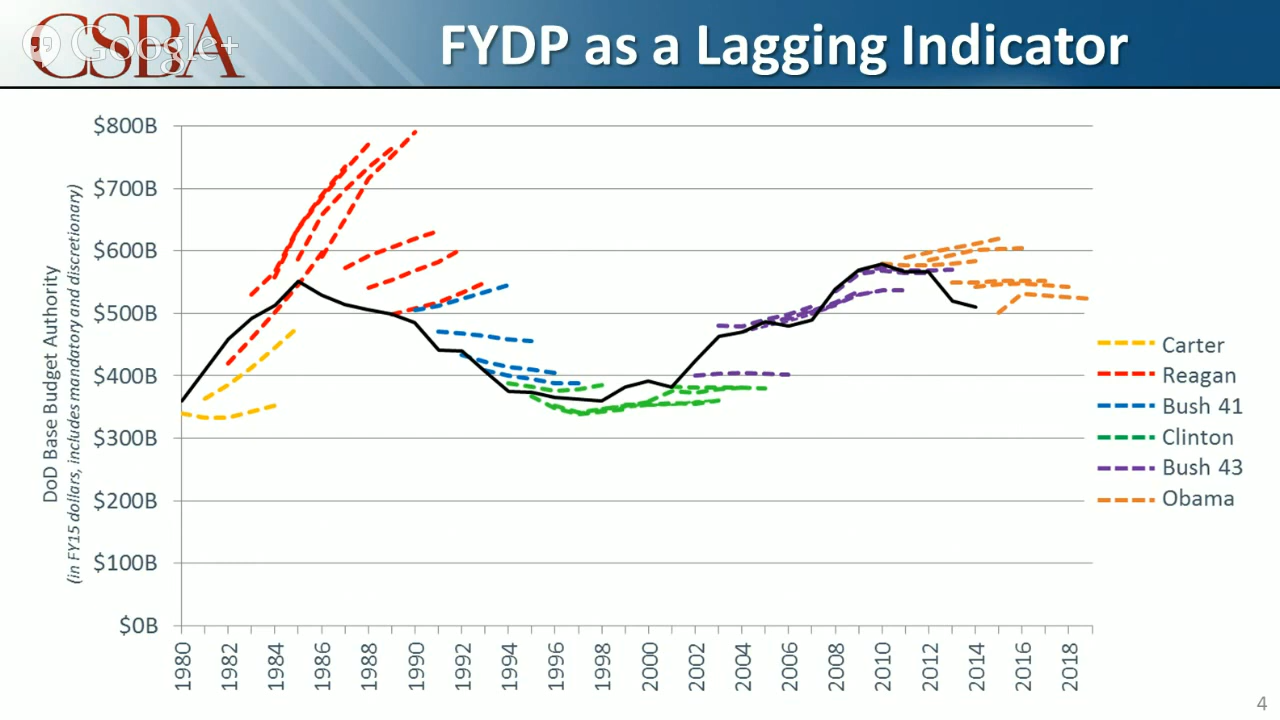 CSBA
Google+
FYDP as a Lagging Indicator
DoD Base Budget Authority
(in FY15 dollars, includes mandatory and discretionary)
$800B
$700B
$600B
$500B
$400B
$300B
$200B
$100B
$0B
1980 1982 1984 1986 1988 1990 1992 1994 1996 1998 2000 2002 2004 2006 2008 2010 2012 2014 2016 2018
Carter
Reagan
Bush 41
Clinton
Bush 43
Obama
4